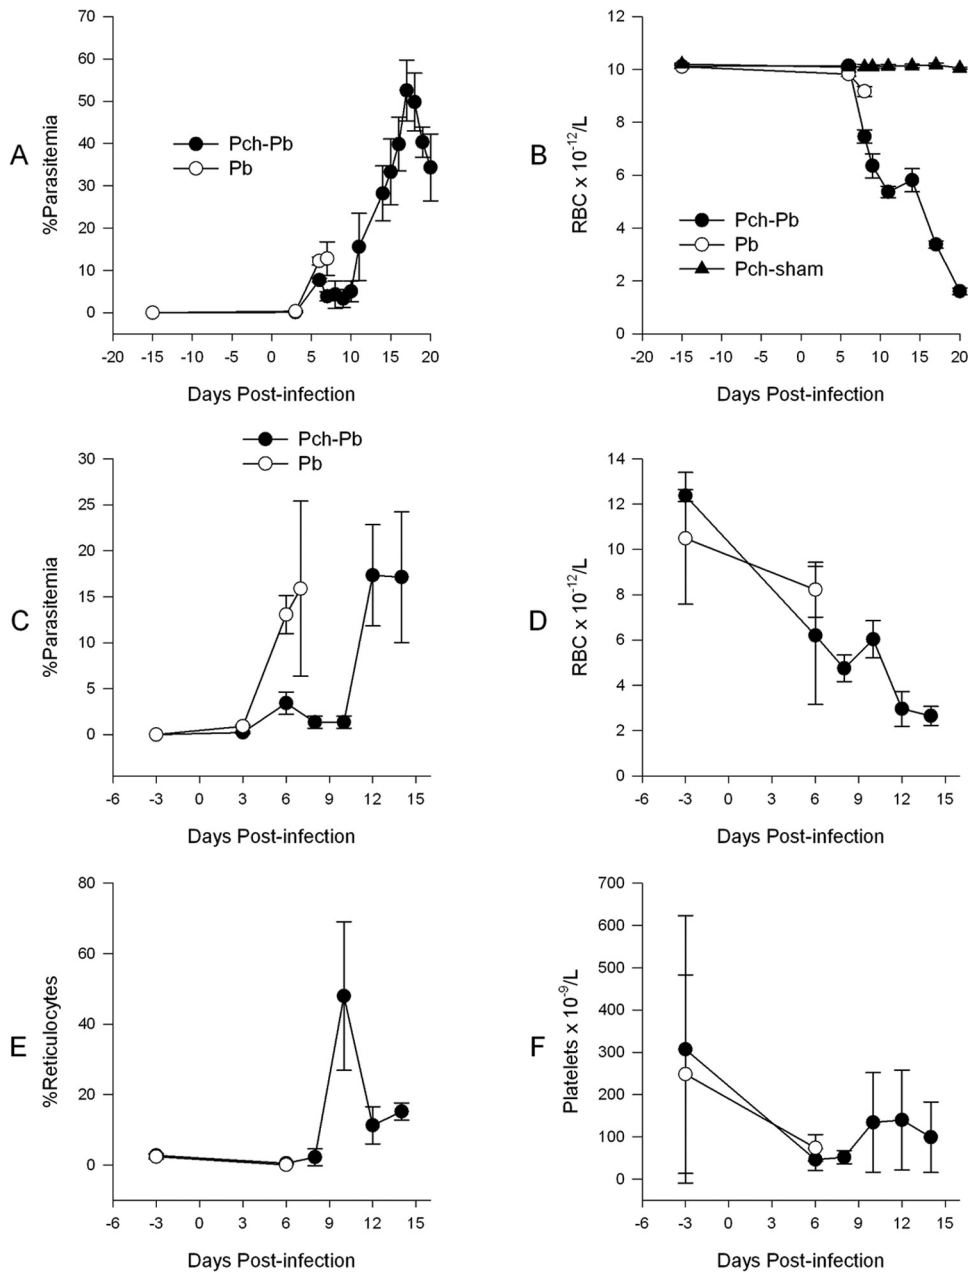 A
%Parasitemia
70
60
50
40
30
20
10
0
Pch-Pb
Pb
-20 -15 -10 -5 0 5 10 15 20
Days Post-infection
B
RBC x 10-12/L
12
10
8
6
4
2
0
Pch-Pb
Pb
Pch-sham
-20 -15 -10 -5 0 5 10 15 20
Days Post-infection
C
%Parasitemia
Pch-Pb
Pb
30
25
20
15
10
5
0
-6 -3 0 3 6 9 12 15
Days Post-infection
D
RBC x 10-12/L
14
12
10
8
6
4
2
0
-6 -3 0 3 6 9 12 15
Days Post-infection
E
%Reticulocytes
80
60
40
20
0
-6 -3 0 3 6 9 12 15
Days Post-infection
F
Platelets x 10-9/L
700
600
500
400
300
200
100
0
-6 -3 0 3 6 9 12 15
Days Post-infection